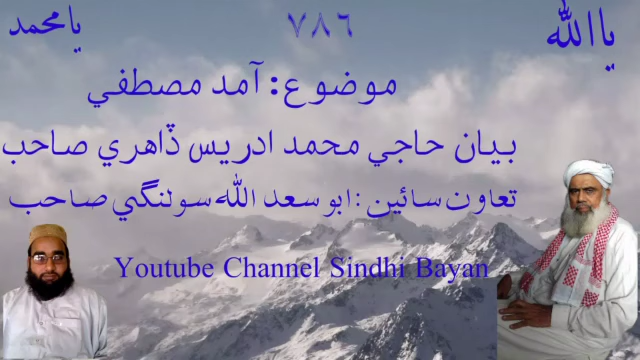 يا الله
٧٨٦
يا محمد
موضوع: آمد مصطفيٰ
بيان حاجي محمد ادريس ڏاهري صاحب
تعاون سائين :ابو سعد الله سولنگي صاحب
Youtube Channel Sindhi Bayan